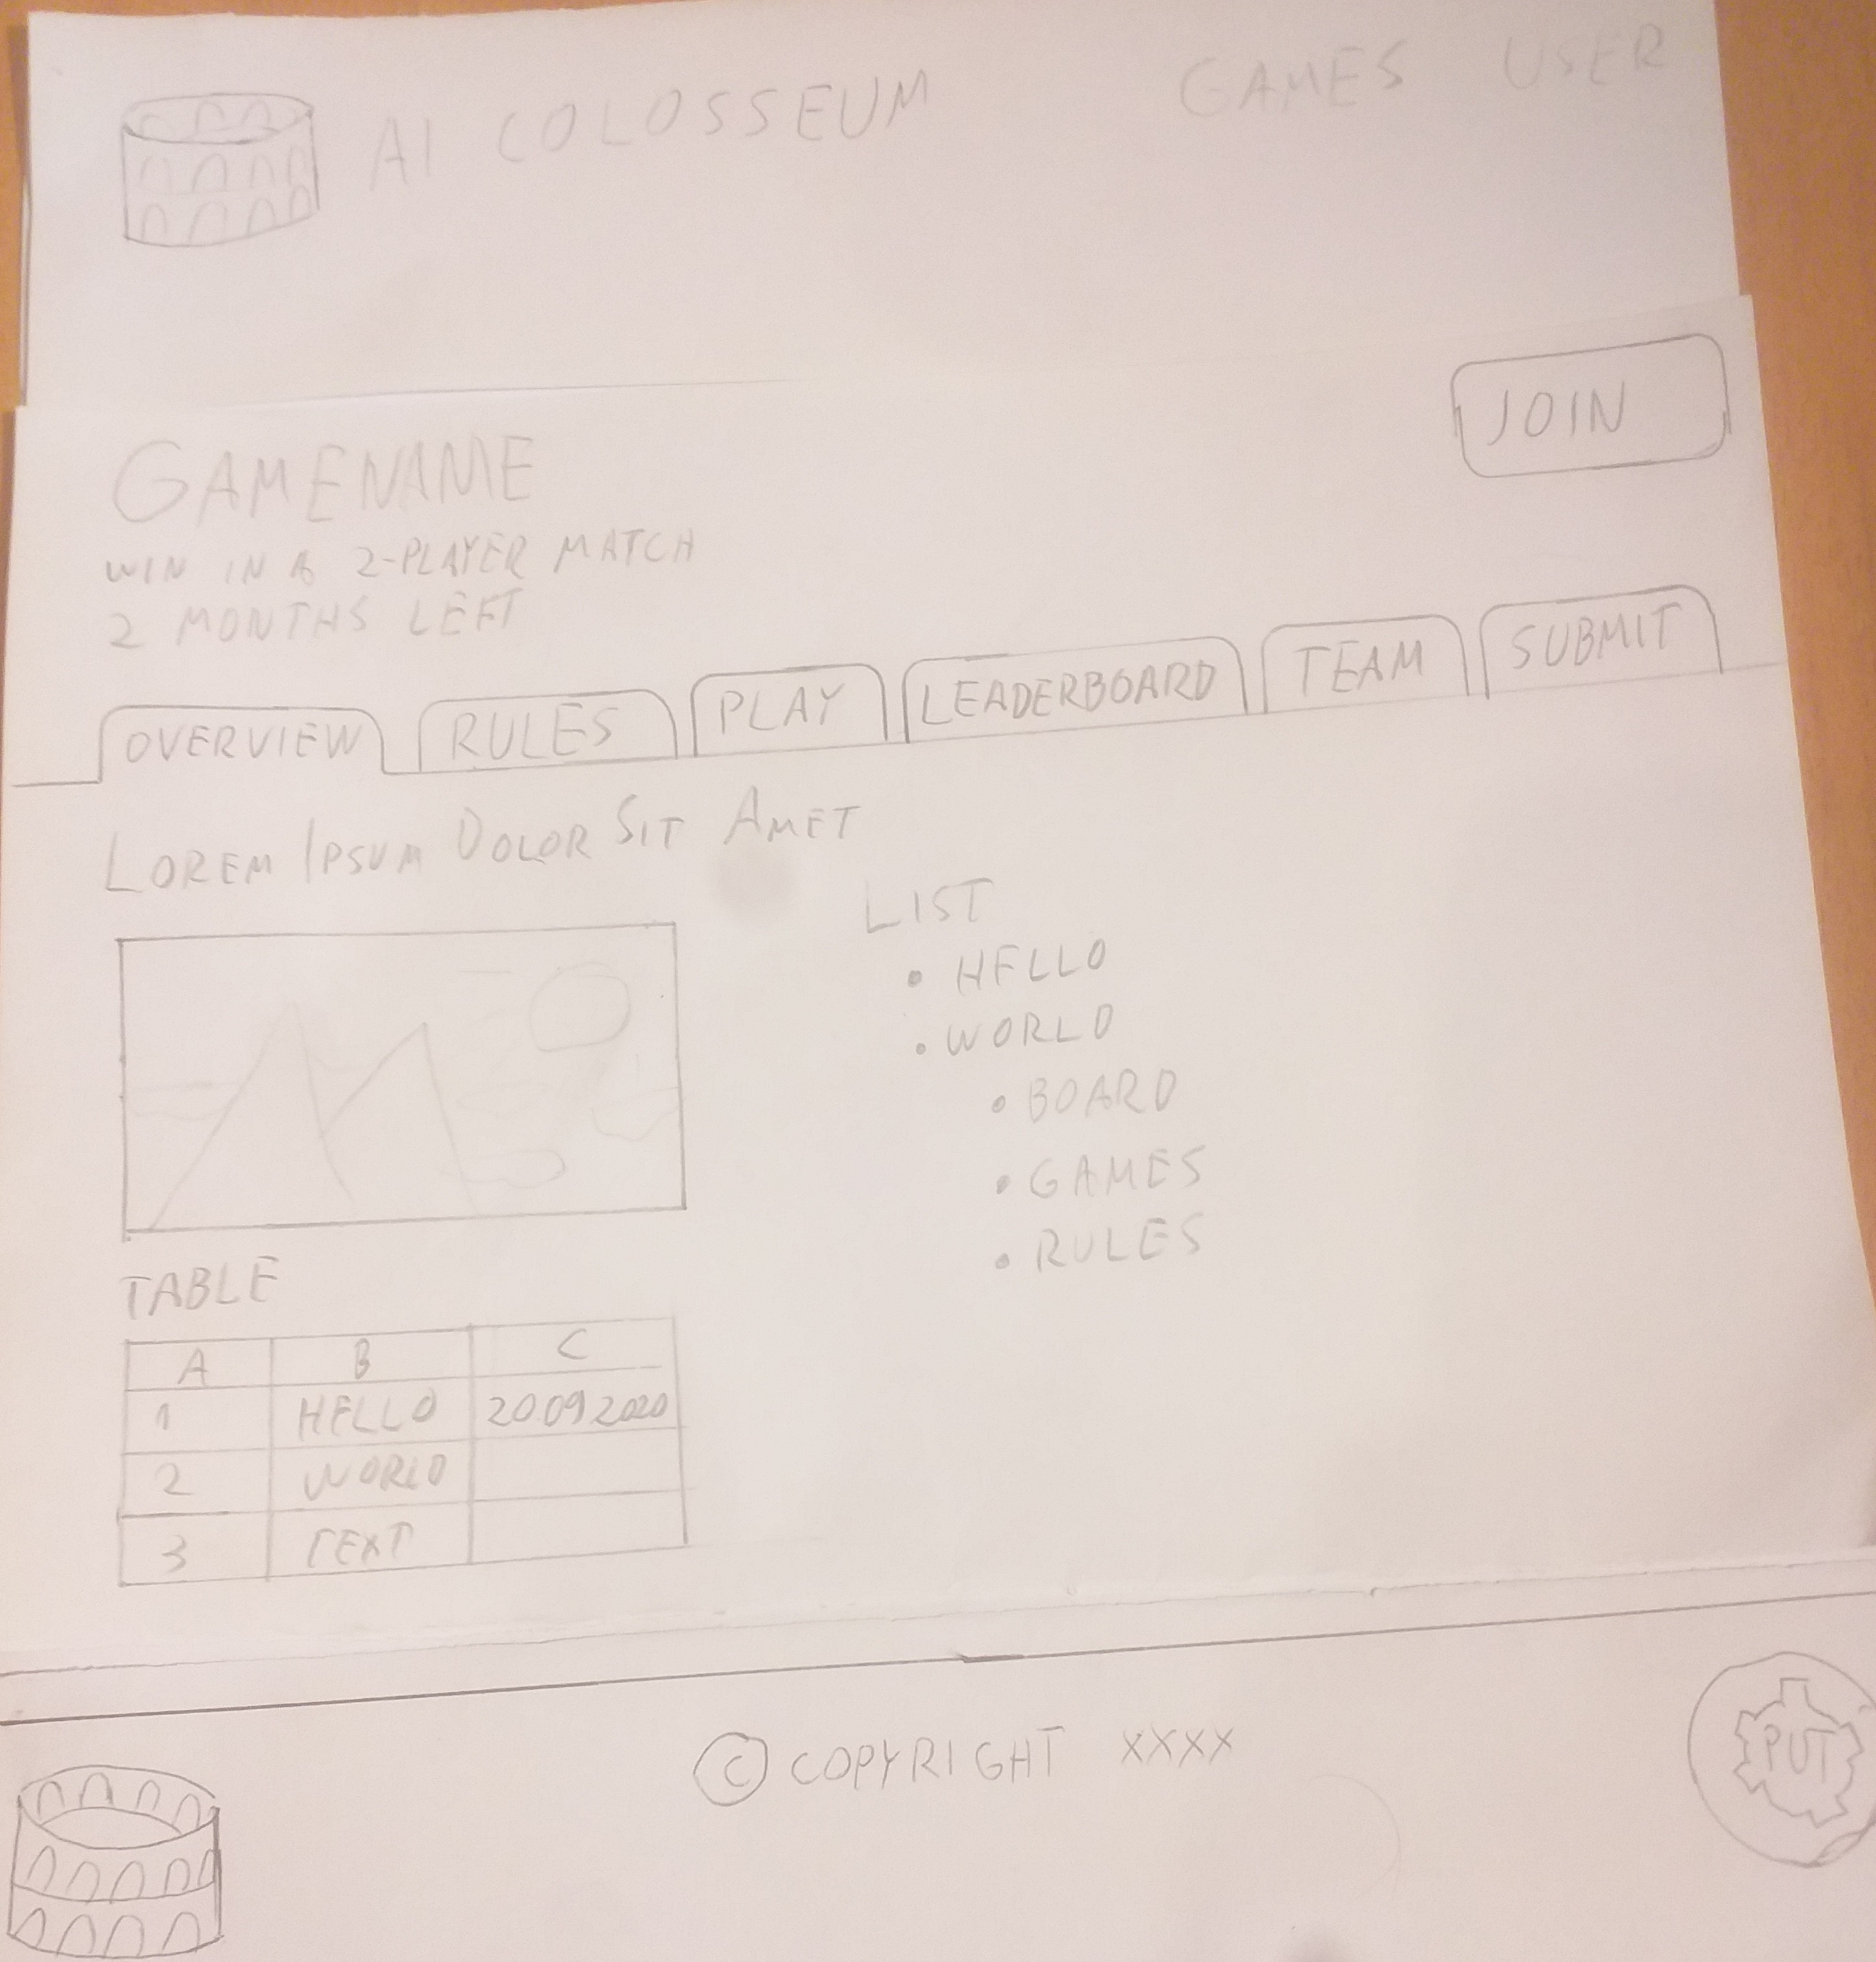 AI COLOSSEUM GAMES USER
GAMENAME
JOIN
WIN IN A 2-PLAYER MATCH
2 MONTHS LEFT
OVERVIEW RULES PLAY LEADERBOARD TEAM SUBMIT
LOREM IPSUM DOLOR SIT AMET
LIST
• HELLO
• WORLD
• BOARD
• GAMES
• RULES
TABLE
A B C
1 HELLO 20092020
2 WORLD
3 TEXT
© COPYRIGHT XXXX
PUT